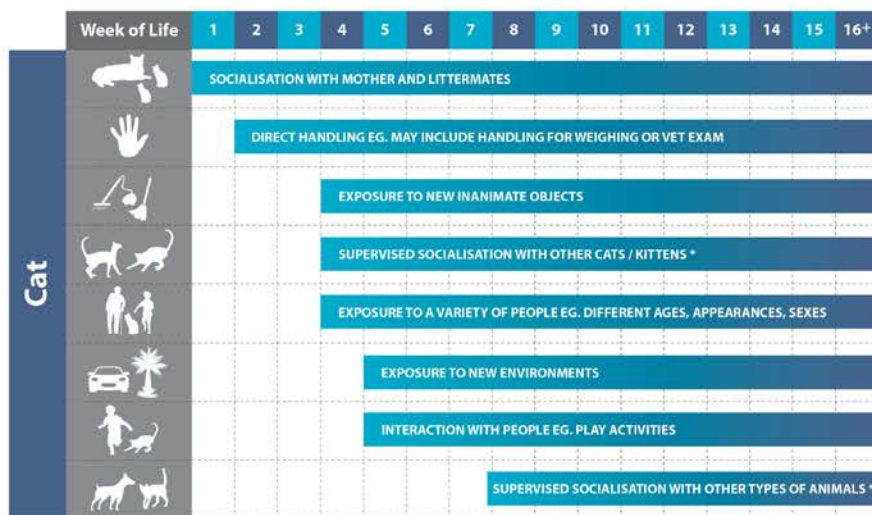 Week of Life 1 2 3 4 5 6 7 8 9 10 11 12 13 14 15 16+
Cat
SOCIALISATION WITH MOTHER AND LITTERMATES
DIRECT HANDLING EG. MAY INCLUDE HANDLING FOR WEIGHING OR VET EXAM
EXPOSURE TO NEW INANIMATE OBJECTS
SUPERVISED SOCIALISATION WITH OTHER CATS / KITTENS *
EXPOSURE TO A VARIETY OF PEOPLE EG. DIFFERENT AGES, APPEARANCES, SEXES
EXPOSURE TO NEW ENVIRONMENTS
INTERACTION WITH PEOPLE EG. PLAY ACTIVITIES
SUPERVISED SOCIALISATION WITH OTHER TYPES OF ANIMALS *